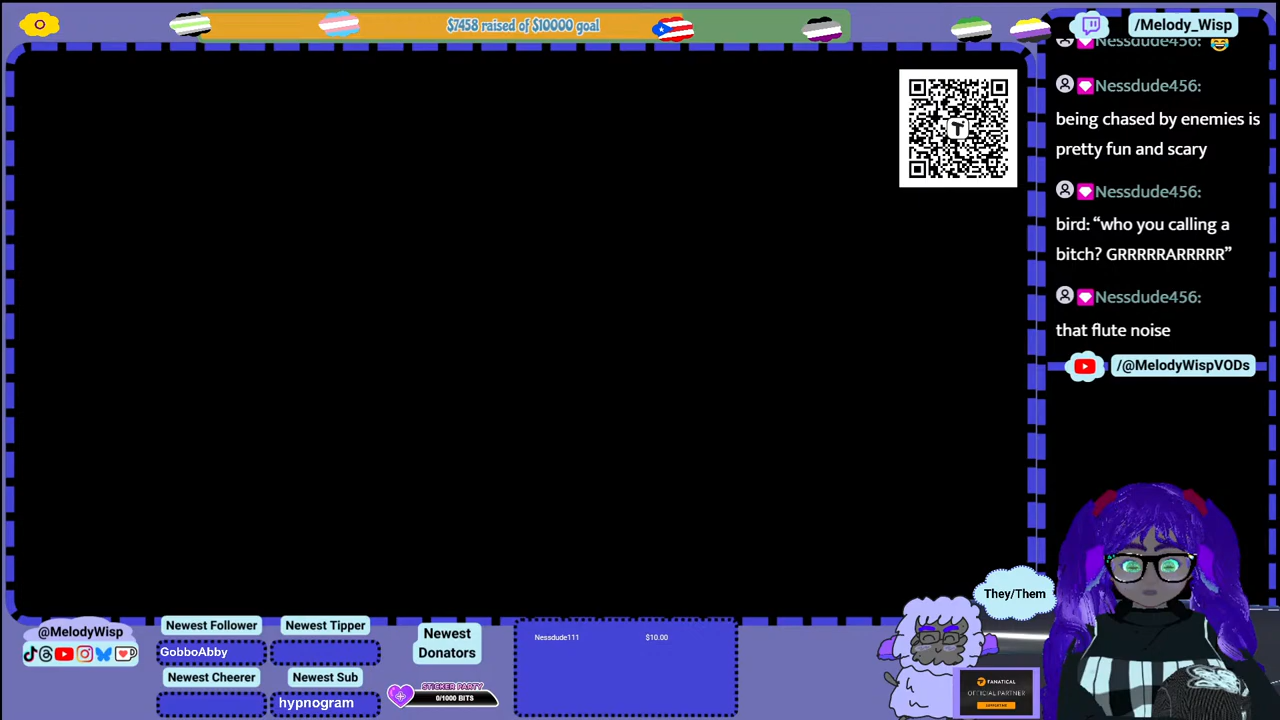 $7458 raised of $10000 goal
/Melody_Wisp
Nessdude456: 😂
Nessdude456:
being chased by enemies is
pretty fun and scary
Nessdude456:
bird: “who you calling a
bitch? GRRRRRARRRRR”
Nessdude456:
that flute noise
/@MelodyWispVODs
They/Them
@MelodyWisp
Newest Follower
GobboAbby
Newest Tipper
Newest Cheerer
Newest Sub
hypnogram
STICKER PARTY
0/1000 BITS
Newest
Donators
Nessdude111 $10.00
FANATICAL
OFFICIAL PARTNER